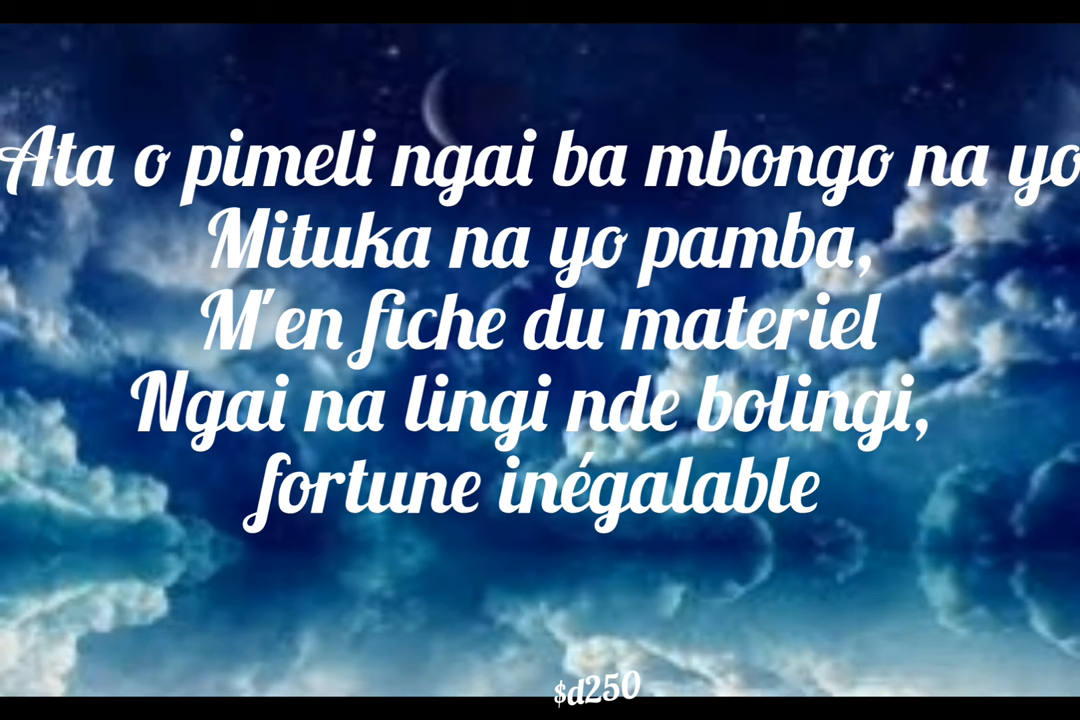 Ata o pimeli ngai ba mbongo na yo
Mituka na yo pamba,
M'en fiche du materiel
Ngai na lingi nde bolingi,
fortune inégalable
$d250